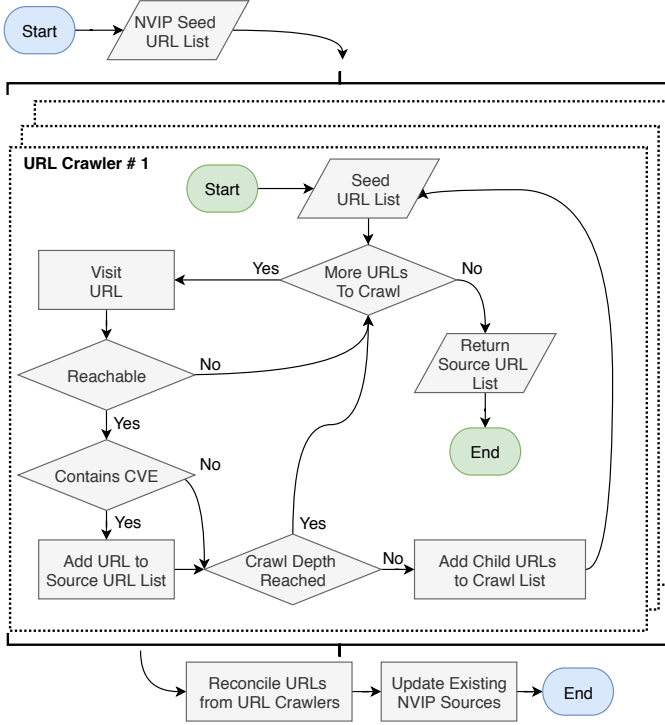 Start
NVIP Seed
URL List
URL Crawler # 1
Start
Seed
URL List
Yes
More URLs
To Crawl
No
Visit
URL
Return
Source URL
List
Reachable
No
Yes
End
Contains CVE
No
Yes
Add URL to
Source URL List
Yes
Crawl Depth
Reached
No
Add Child URLs
to Crawl List
Reconcile URLs
from URL Crawlers
Update Existing
NVIP Sources
End